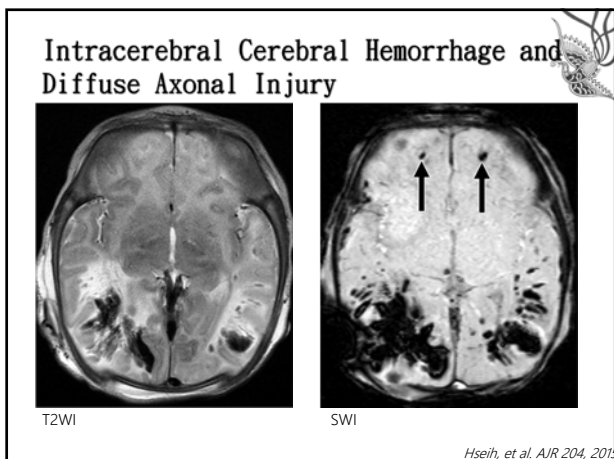 Intracerebral Cerebral Hemorrhage and
Diffuse Axonal Injury
T2WI
SWI
Hseih, et al. AJR 204, 2015